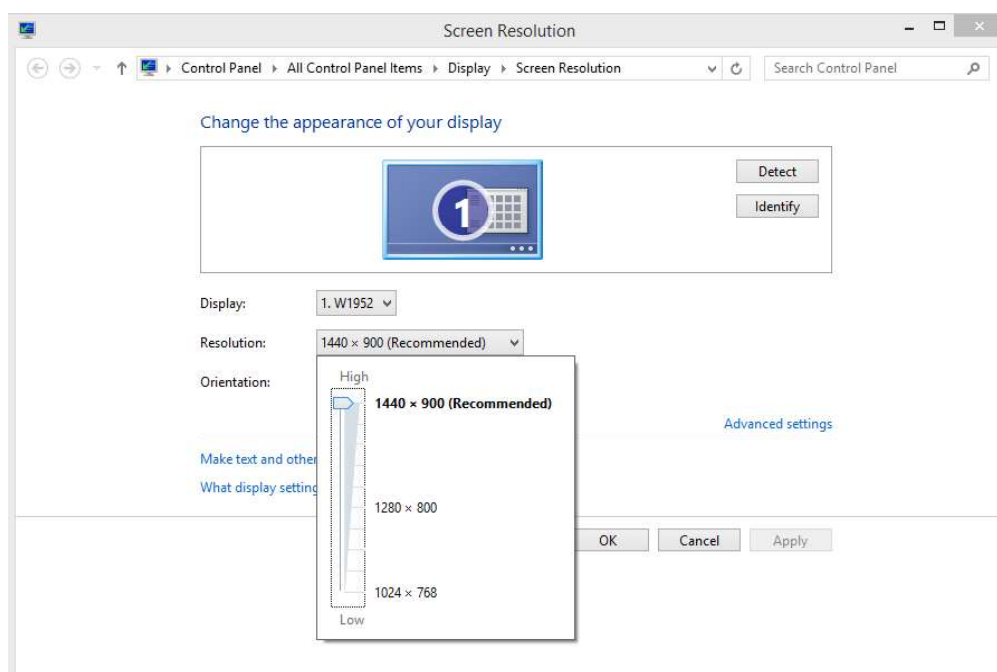 Screen Resolution
Control Panel All Control Panel Items Display Screen Resolution Search Control Panel
Change the appearance of your display
1
Detect
Identify
Display: 1. W1952
Resolution: 1440 × 900 (Recommended)
Orientation:
High
1440 × 900 (Recommended)
Advanced settings
Make text and other
What display
1280 × 800
OK Cancel Apply
1024 × 768
Low